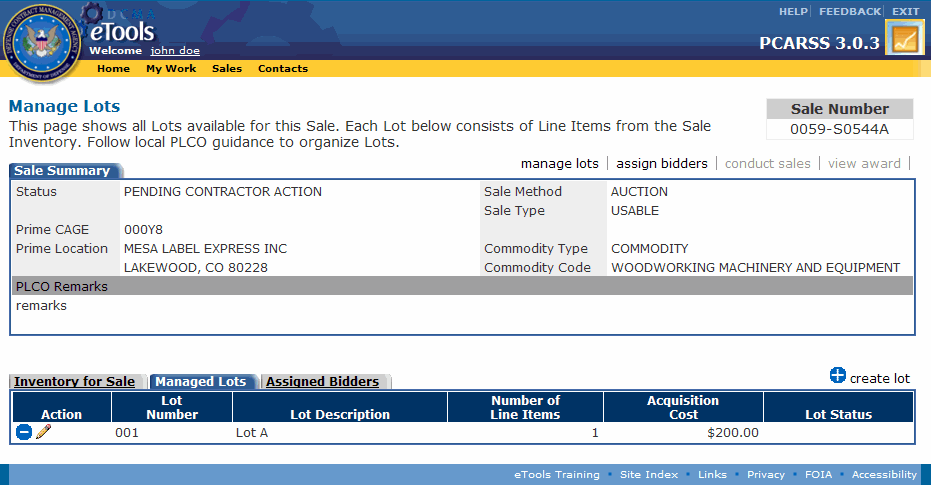 HELP FEEDBACK EXIT
eTools
Welcome john doe
PCARSS 3.0.3
Home My Work Sales Contacts
Manage Lots
This page shows all Lots available for this Sale. Each Lot below consists of Line Items from the Sale
Inventory. Follow local PLCO guidance to organize Lots.
Sale Number
0059-S0544A
manage lots | assign bidders | conduct sales | view award |
Sale Summary
Status PENDING CONTRACTOR ACTION Sale Method AUCTION
Sale Type USABLE
Prime CAGE 000Y8
Prime Location MESA LABEL EXPRESS INC Commodity Type COMMODITY
LAKEWOOD, CO 80228 Commodity Code WOODWORKING MACHINERY AND EQUIPMENT
PLCO Remarks
remarks
Inventory for Sale Managed Lots Assigned Bidders create lot
Action Lot Number Lot Description Number of Line Items Acquisition Cost Lot Status
001 Lot A 1 $200.00
eTools Training • Site Index • Links • Privacy • FOIA • Accessibility